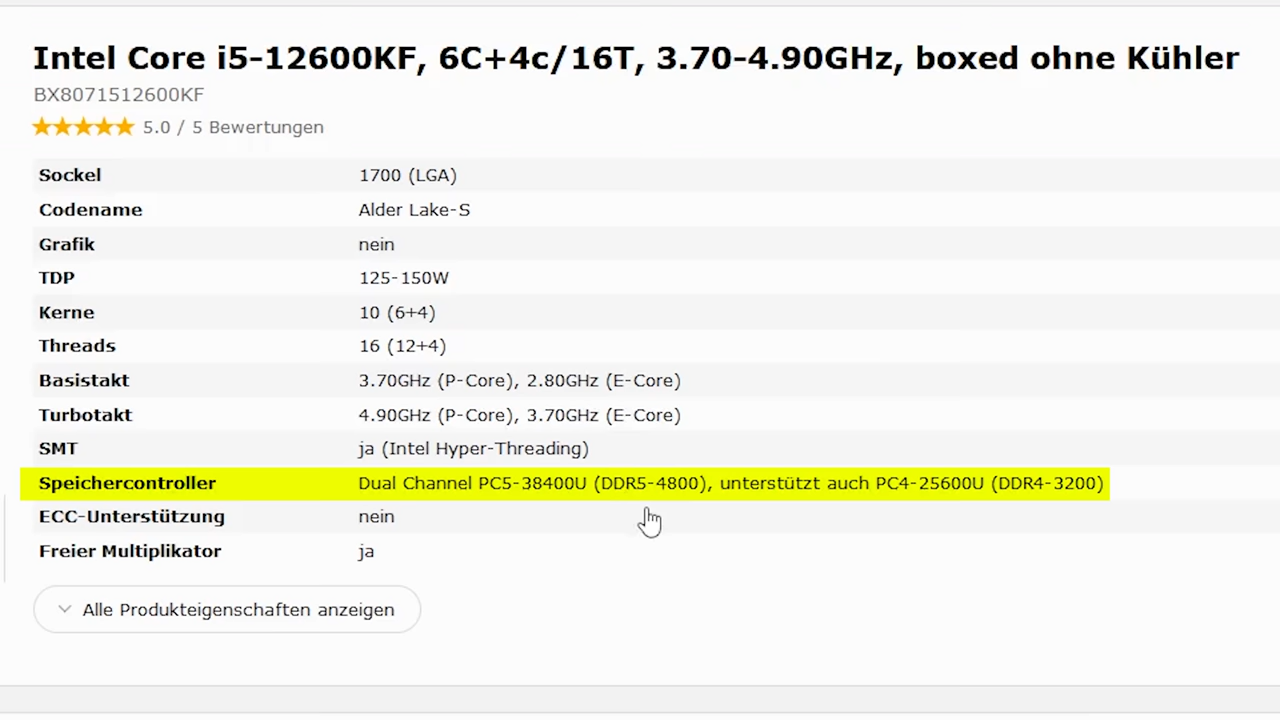 Intel Core i5-12600KF, 6C+4c/16T, 3.70-4.90GHz, boxed ohne Kühler
BX8071512600KF
5.0 / 5 Bewertungen
Sockel 1700 (LGA)
Codename Alder Lake-S
Grafik nein
TDP 125-150W
Kerne 10 (6+4)
Threads 16 (12+4)
Basistakt 3.70GHz (P-Core), 2.80GHz (E-Core)
Turbotakt 4.90GHz (P-Core), 3.70GHz (E-Core)
SMT ja (Intel Hyper-Threading)
Speichercontroller Dual Channel PC5-38400U (DDR5-4800), unterstützt auch PC4-25600U (DDR4-3200)
ECC-Unterstützung nein
Freier Multiplikator ja
Alle Produkteigenschaften anzeigen